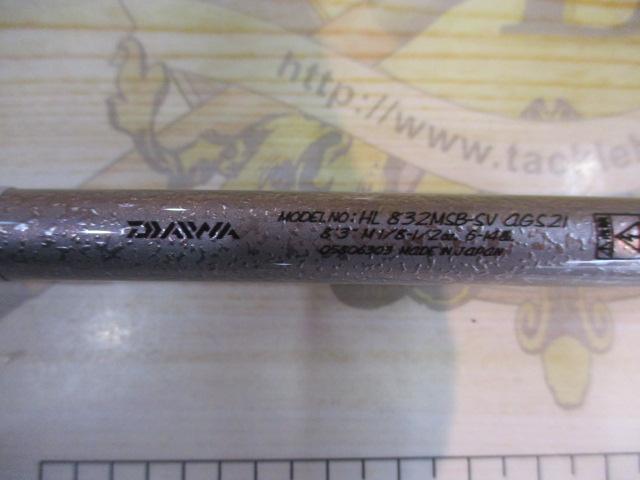 http://www.tackleb
DAIWA
MODEL NO: HL 832MSB-SV AGS21
8'3" M 1/8-1/2oz. 6-14lb.
05806303 MADE IN JAPAN